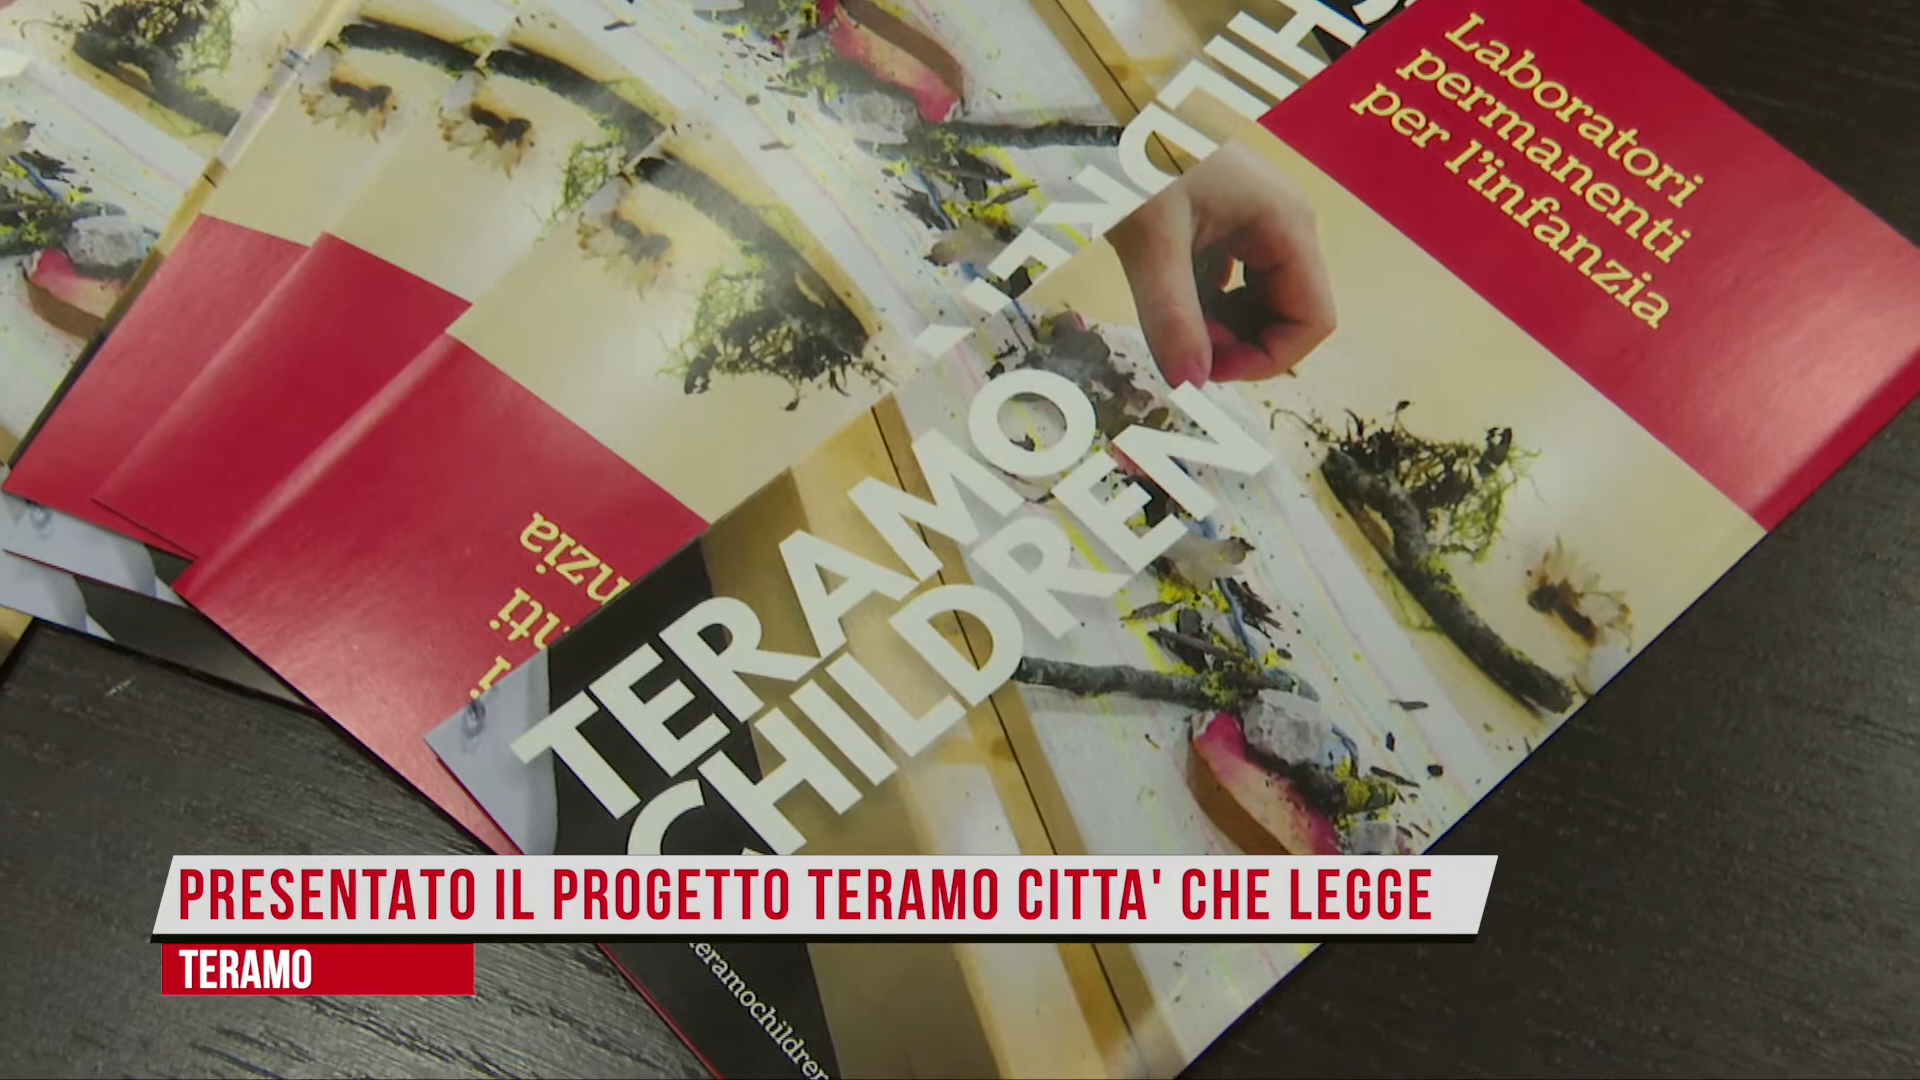 Laboratori
permanenti
per l'infanzia
TERAMO
CHILDREN
PRESENTATO IL PROGETTO TERAMO CITTA' CHE LEGGE
TERAMO
teramochildren